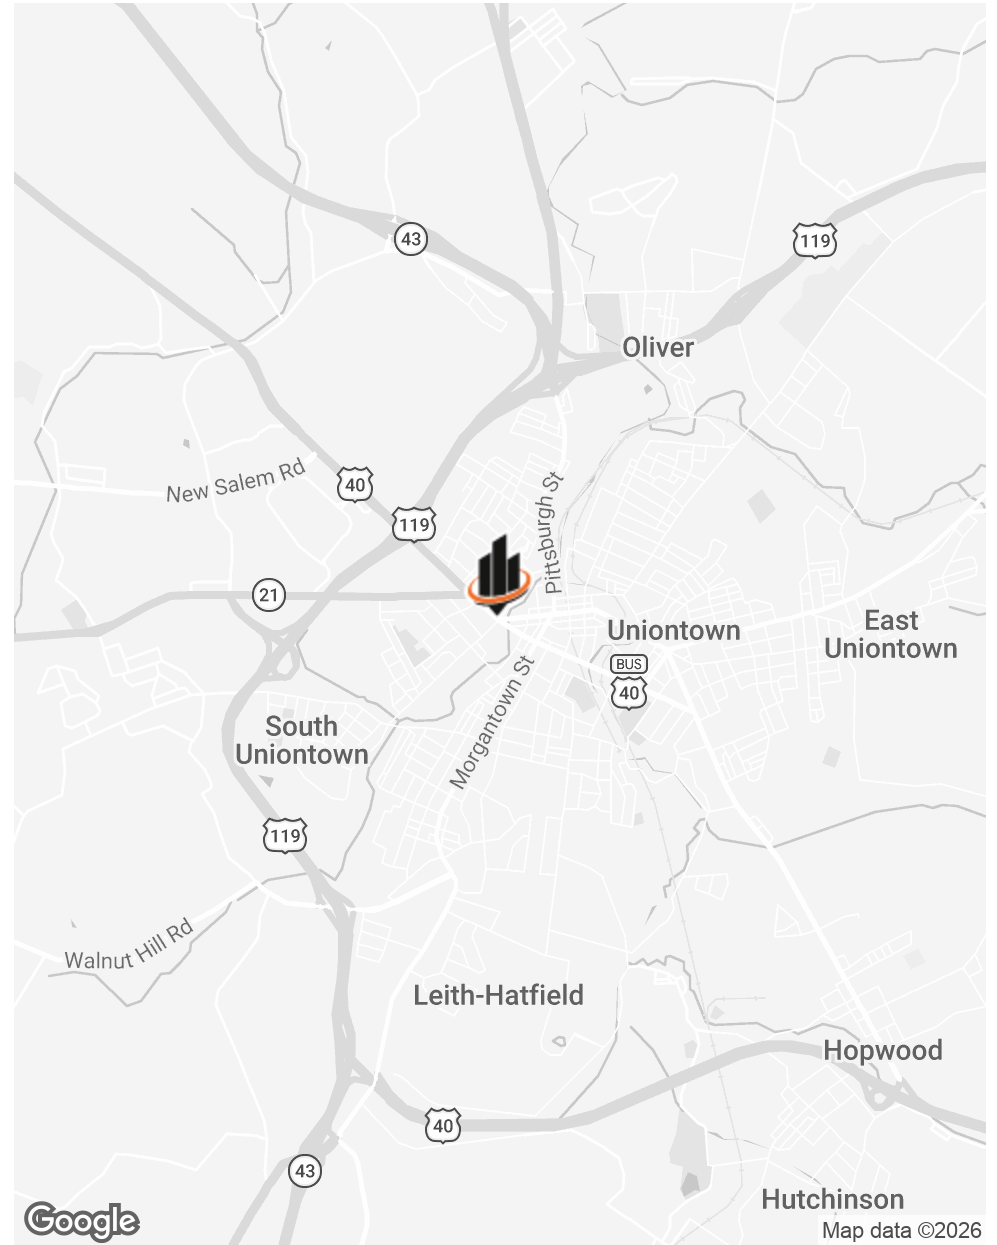 43
119
Oliver
New Salem Rd
40
119
Pittsburgh St
21
Uniontown
East
Uniontown
BUS
40
Morgantown St
South
Uniontown
119
Walnut Hill Rd
Leith-Hatfield
Hopwood
40
43
Hutchinson
Google
Map data ©2026